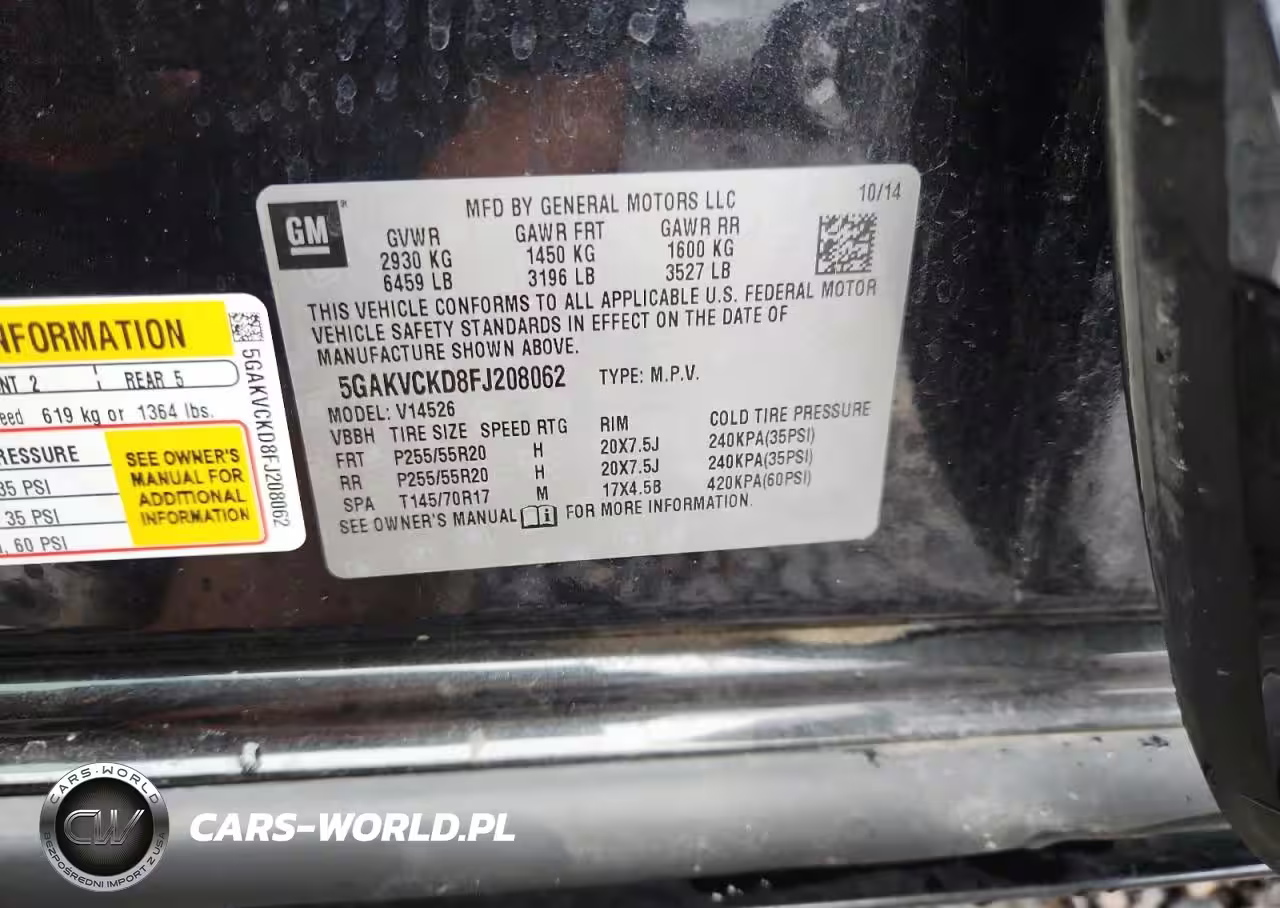 GM
MFD BY GENERAL MOTORS LLC
10/14
GVWR GAWR FRT GAWR RR
2930 KG 1450 KG 1600 KG
6459 LB 3196 LB 3527 LB
THIS VEHICLE CONFORMS TO ALL APPLICABLE U.S. FEDERAL MOTOR
VEHICLE SAFETY STANDARDS IN EFFECT ON THE DATE OF
MANUFACTURE SHOWN ABOVE.
5GAKVCKD8FJ208062 TYPE: M.P.V.
MODEL: V14526
VBBH TIRE SIZE SPEED RTG RIM COLD TIRE PRESSURE
FRT P255/55R20 H 20X7.5J 240KPA(35PSI)
RR P255/55R20 H 20X7.5J 240KPA(35PSI)
SPA T145/70R17 M 17X4.5B 420KPA(60PSI)
SEE OWNER'S MANUAL FOR MORE INFORMATION.
NFORMATION
NT 2 REAR 5
eed 619 kg or 1364 lbs.
RESSURE
35 PSI
35 PSI
, 60 PSI
SEE OWNER'S
MANUAL FOR
ADDITIONAL
INFORMATION
5GAKVCKD8FJ208062
CARS-WORLD
CW
BEZPOŚREDNI IMPORT Z USA
CARS-WORLD.PL